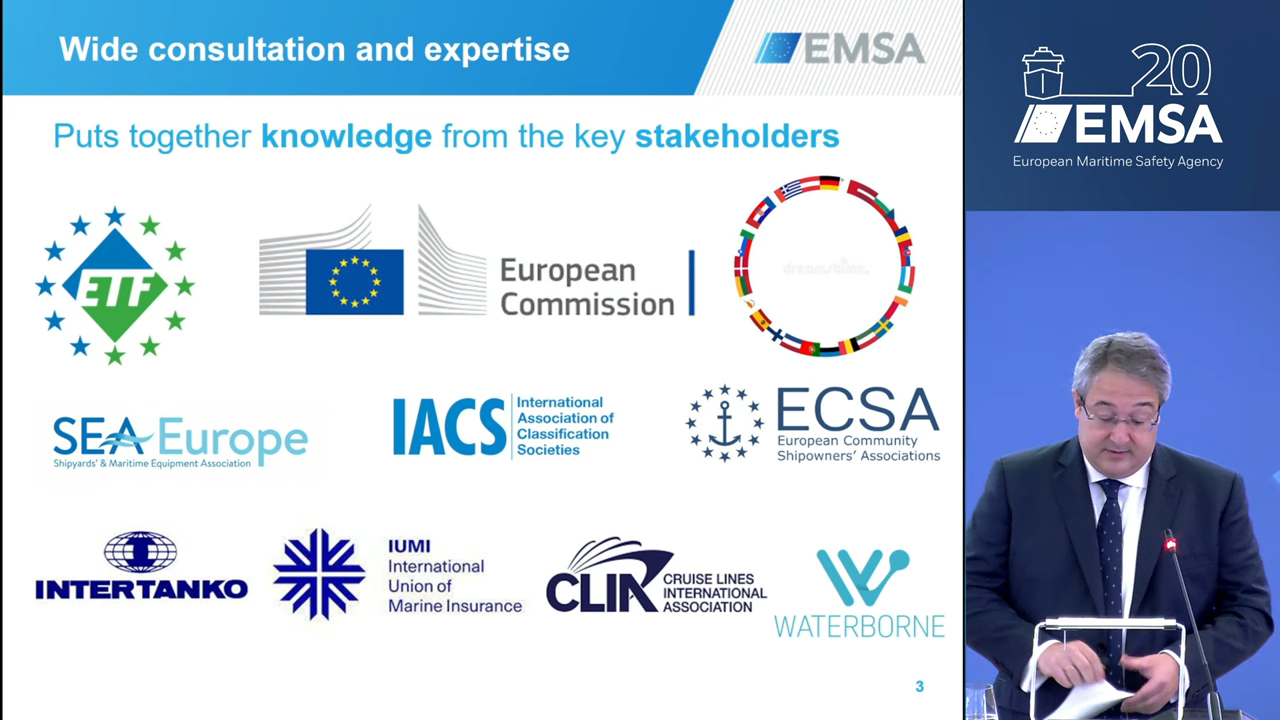 Wide consultation and expertise
EMSA
20
EMSA
European Maritime Safety Agency
Puts together knowledge from the key stakeholders
ETF
European
Commission
dreamstime.
SEA Europe
Shipyards' & Maritime Equipment Association
IACS
International
Association of
Classification
Societies
ECSA
European Community
Shipowners' Associations
INTERTANKO
IUMI
International
Union of
Marine Insurance
CLIA
CRUISE LINES
INTERNATIONAL
ASSOCIATION
WATERBORNE
3